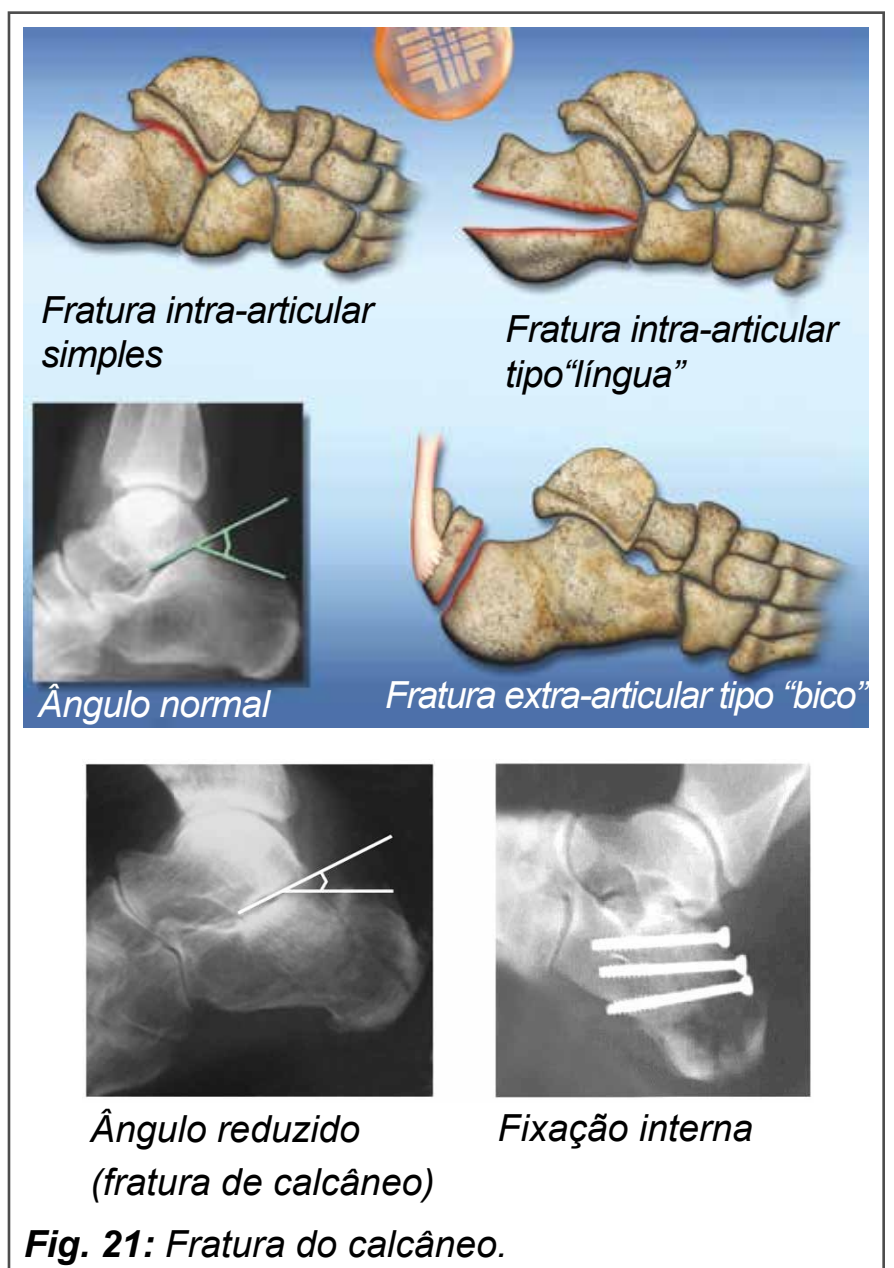 Fratura intra-articular
simples
Fratura intra-articular
tipo“língua”
Ângulo normal
Fratura extra-articular tipo “bico”
Ângulo reduzido
(fratura de calcâneo)
Fixação interna
Fig. 21: Fratura do calcâneo.